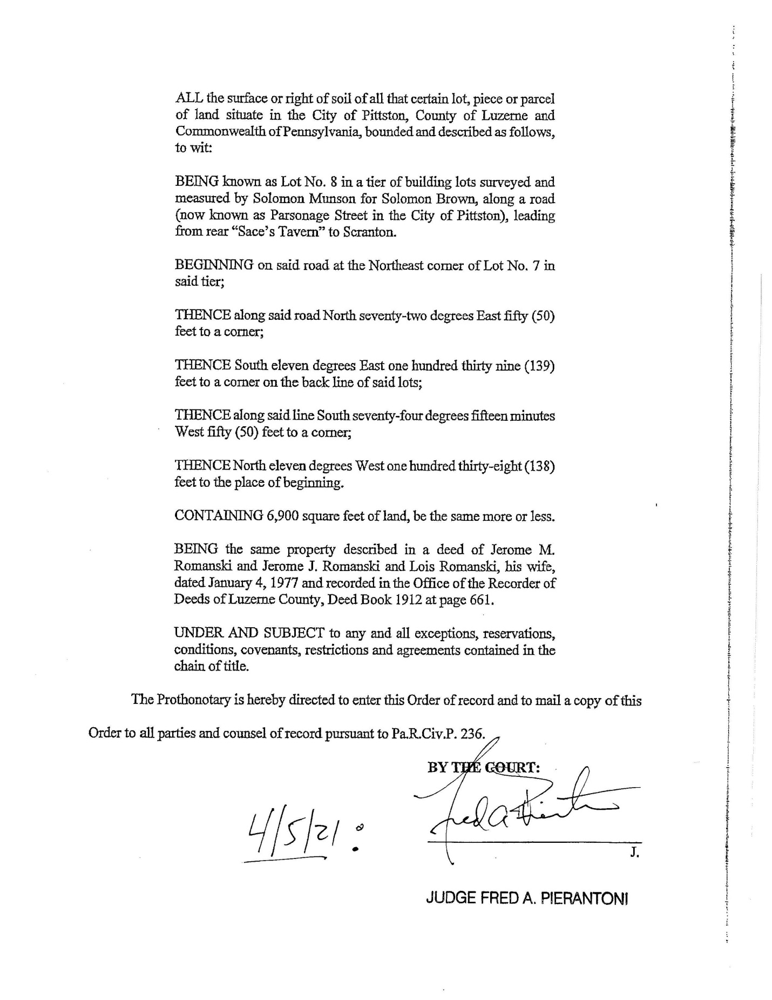 ALL the surface or right of soil of all that certain lot, piece or parcel
of land situate in the City of Pittston, County of Luzerne and
Commonwealth of Pennsylvania, bounded and described as follows,
to wit:
BEING known as Lot No. 8 in a tier of building lots surveyed and
measured by Solomon Munson for Solomon Brown, along a road
(now known as Parsonage Street in the City of Pittston), leading
from rear “Sace’s Tavern” to Scranton.
BEGINNING on said road at the Northeast corner of Lot No. 7 in
said tier;
THENCE along said road North seventy-two degrees East fifty (50)
feet to a corner;
THENCE South eleven degrees East one hundred thirty nine (139)
feet to a corner on the back line of said lots;
THENCE along said line South seventy-four degrees fifteen minutes
West fifty (50) feet to a corner;
THENCE North eleven degrees West one hundred thirty-eight (138)
feet to the place of beginning.
CONTAINING 6,900 square feet of land, be the same more or less.
BEING the same property described in a deed of Jerome M.
Romanski and Jerome J. Romanski and Lois Romanski, his wife,
dated January 4, 1977 and recorded in the Office of the Recorder of
Deeds of Luzerne County, Deed Book 1912 at page 661.
UNDER AND SUBJECT to any and all exceptions, reservations,
conditions, covenants, restrictions and agreements contained in the
chain of title.
The Prothonotary is hereby directed to enter this Order of record and to mail a copy of this
Order to all parties and counsel of record pursuant to Pa.R.Civ.P. 236.
BY THE COURT:
4/5/21:
Fred A
J.
JUDGE FRED A. PIERANTONI